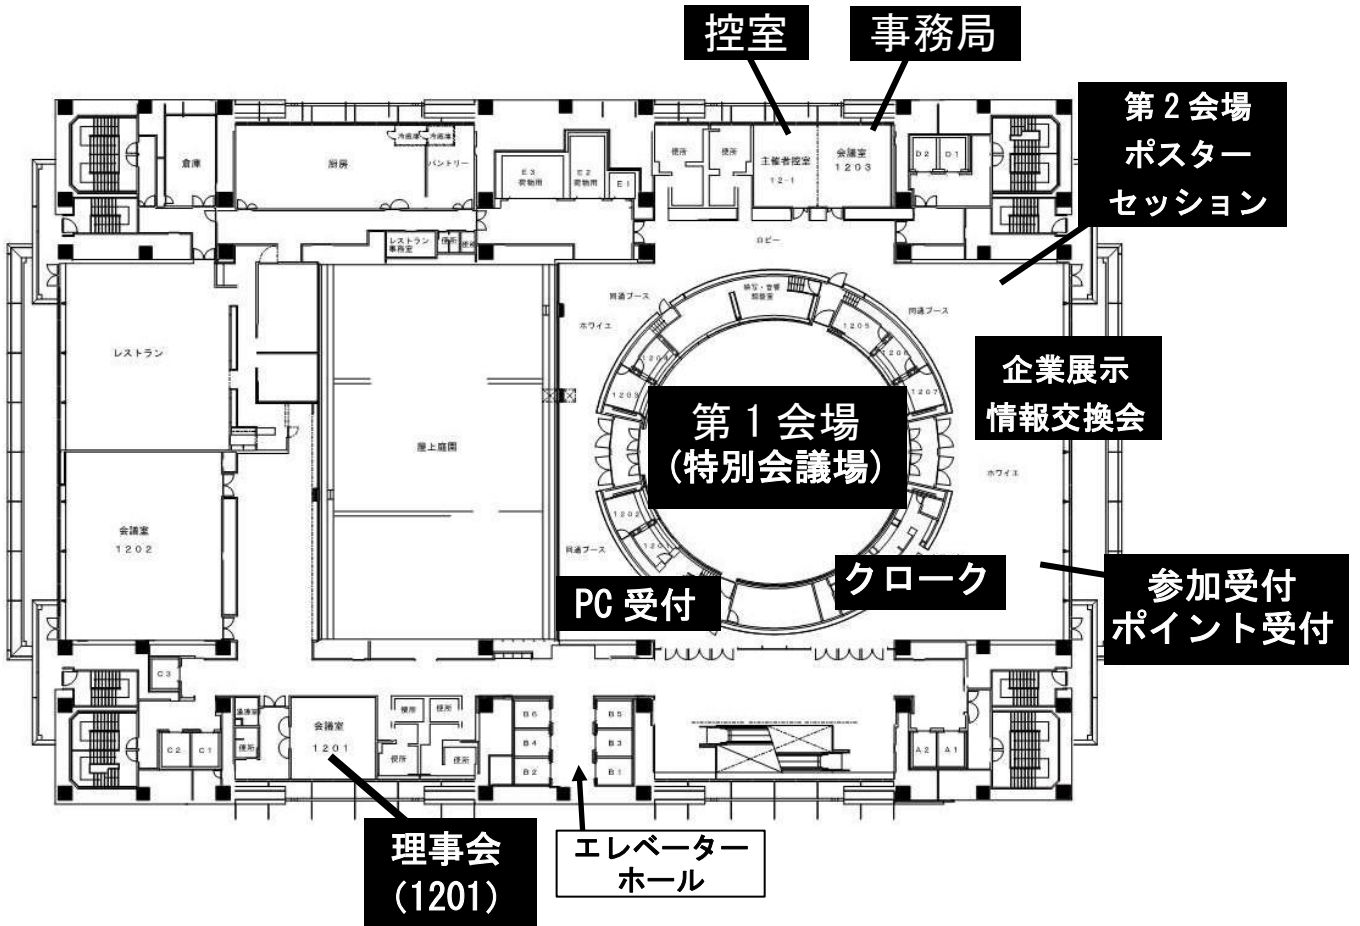 控室
事務局
第２会場
ポスター
セッション
冷蔵庫
冷蔵庫
倉庫
厨房
パントリー
E3
荷物用
E2
荷物用
E1
便所
便所
主催者控室
12-1
会議室
1203
D2
D1
レストラン
事務室
便所
便所
ロビー
映写・音響
調整室
同通ブース
ホワイエ
同通ブース
1205
1206
1207
1204
1203
レストラン
企業展示
情報交換会
第１会場
(特別会議場)
屋上庭園
ホワイエ
会議室
1202
1202
1201
同通ブース
PC受付
クローク
参加受付
ポイント受付
C3
会議室
1201
便所
便所
便所
便所
便所
C2
C1
B6
B4
B2
B5
B3
B1
A2
A1
理事会
(1201)
エレベーター
ホール